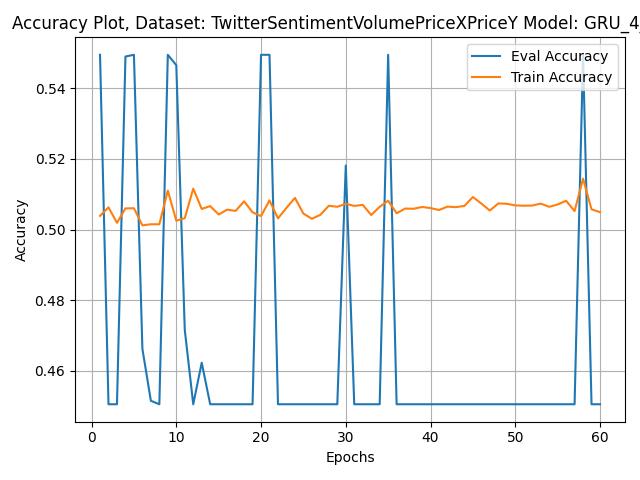 Accuracy Plot, Dataset: TwitterSentimentVolumePriceXPriceY Model: GRU_4
Eval Accuracy
Train Accuracy
0.54
0.52
0.50
0.48
0.46
Accuracy
0 10 20 30 40 50 60
Epochs